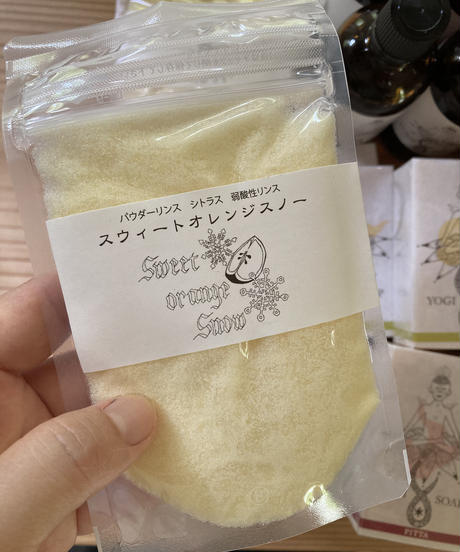 パウダーリンス シトラス 弱酸性リンス
スウィートオレンジスノー
Sweet
orange
Snow
YOGI
SOAP
PITTA